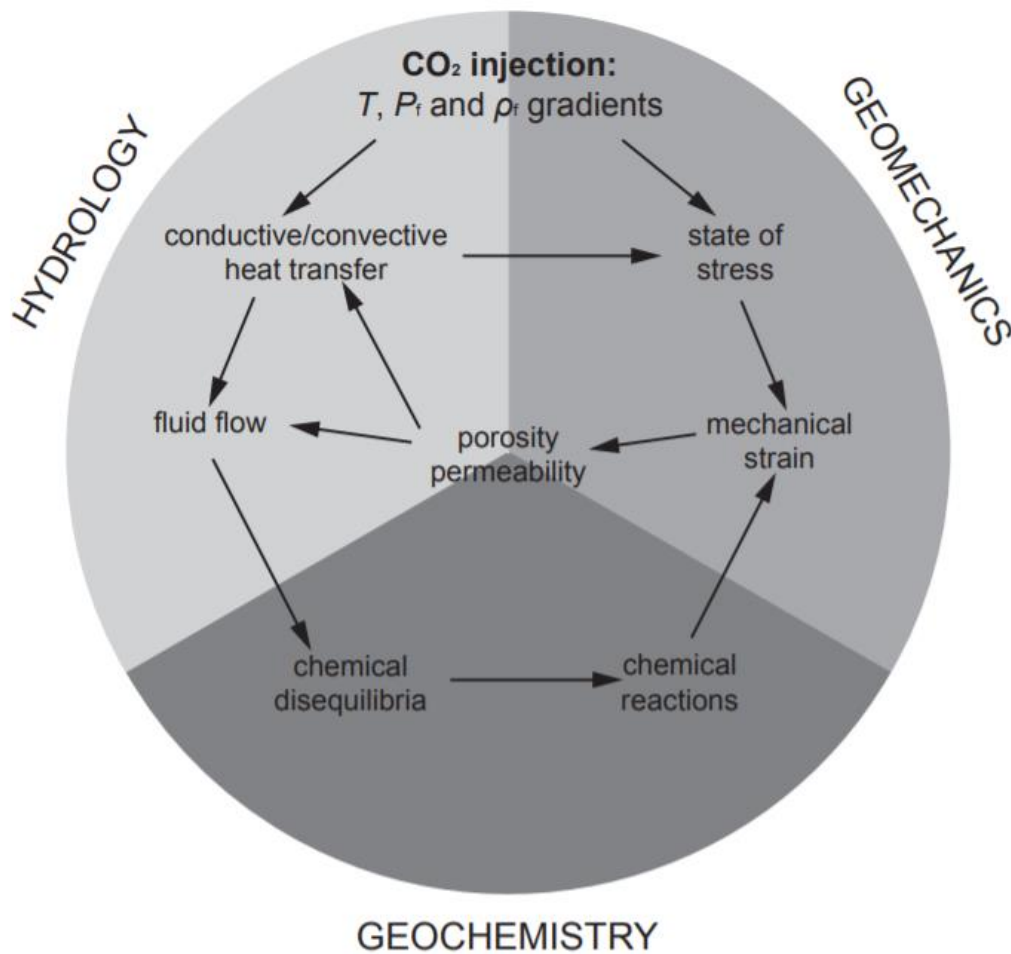 CO₂ injection:
T, Pf and ρf gradients
HYDROLOGY
GEOMECHANICS
conductive/convective
heat transfer
state of
stress
fluid flow
porosity
permeability
mechanical
strain
chemical
disequilibria
chemical
reactions
GEOCHEMISTRY